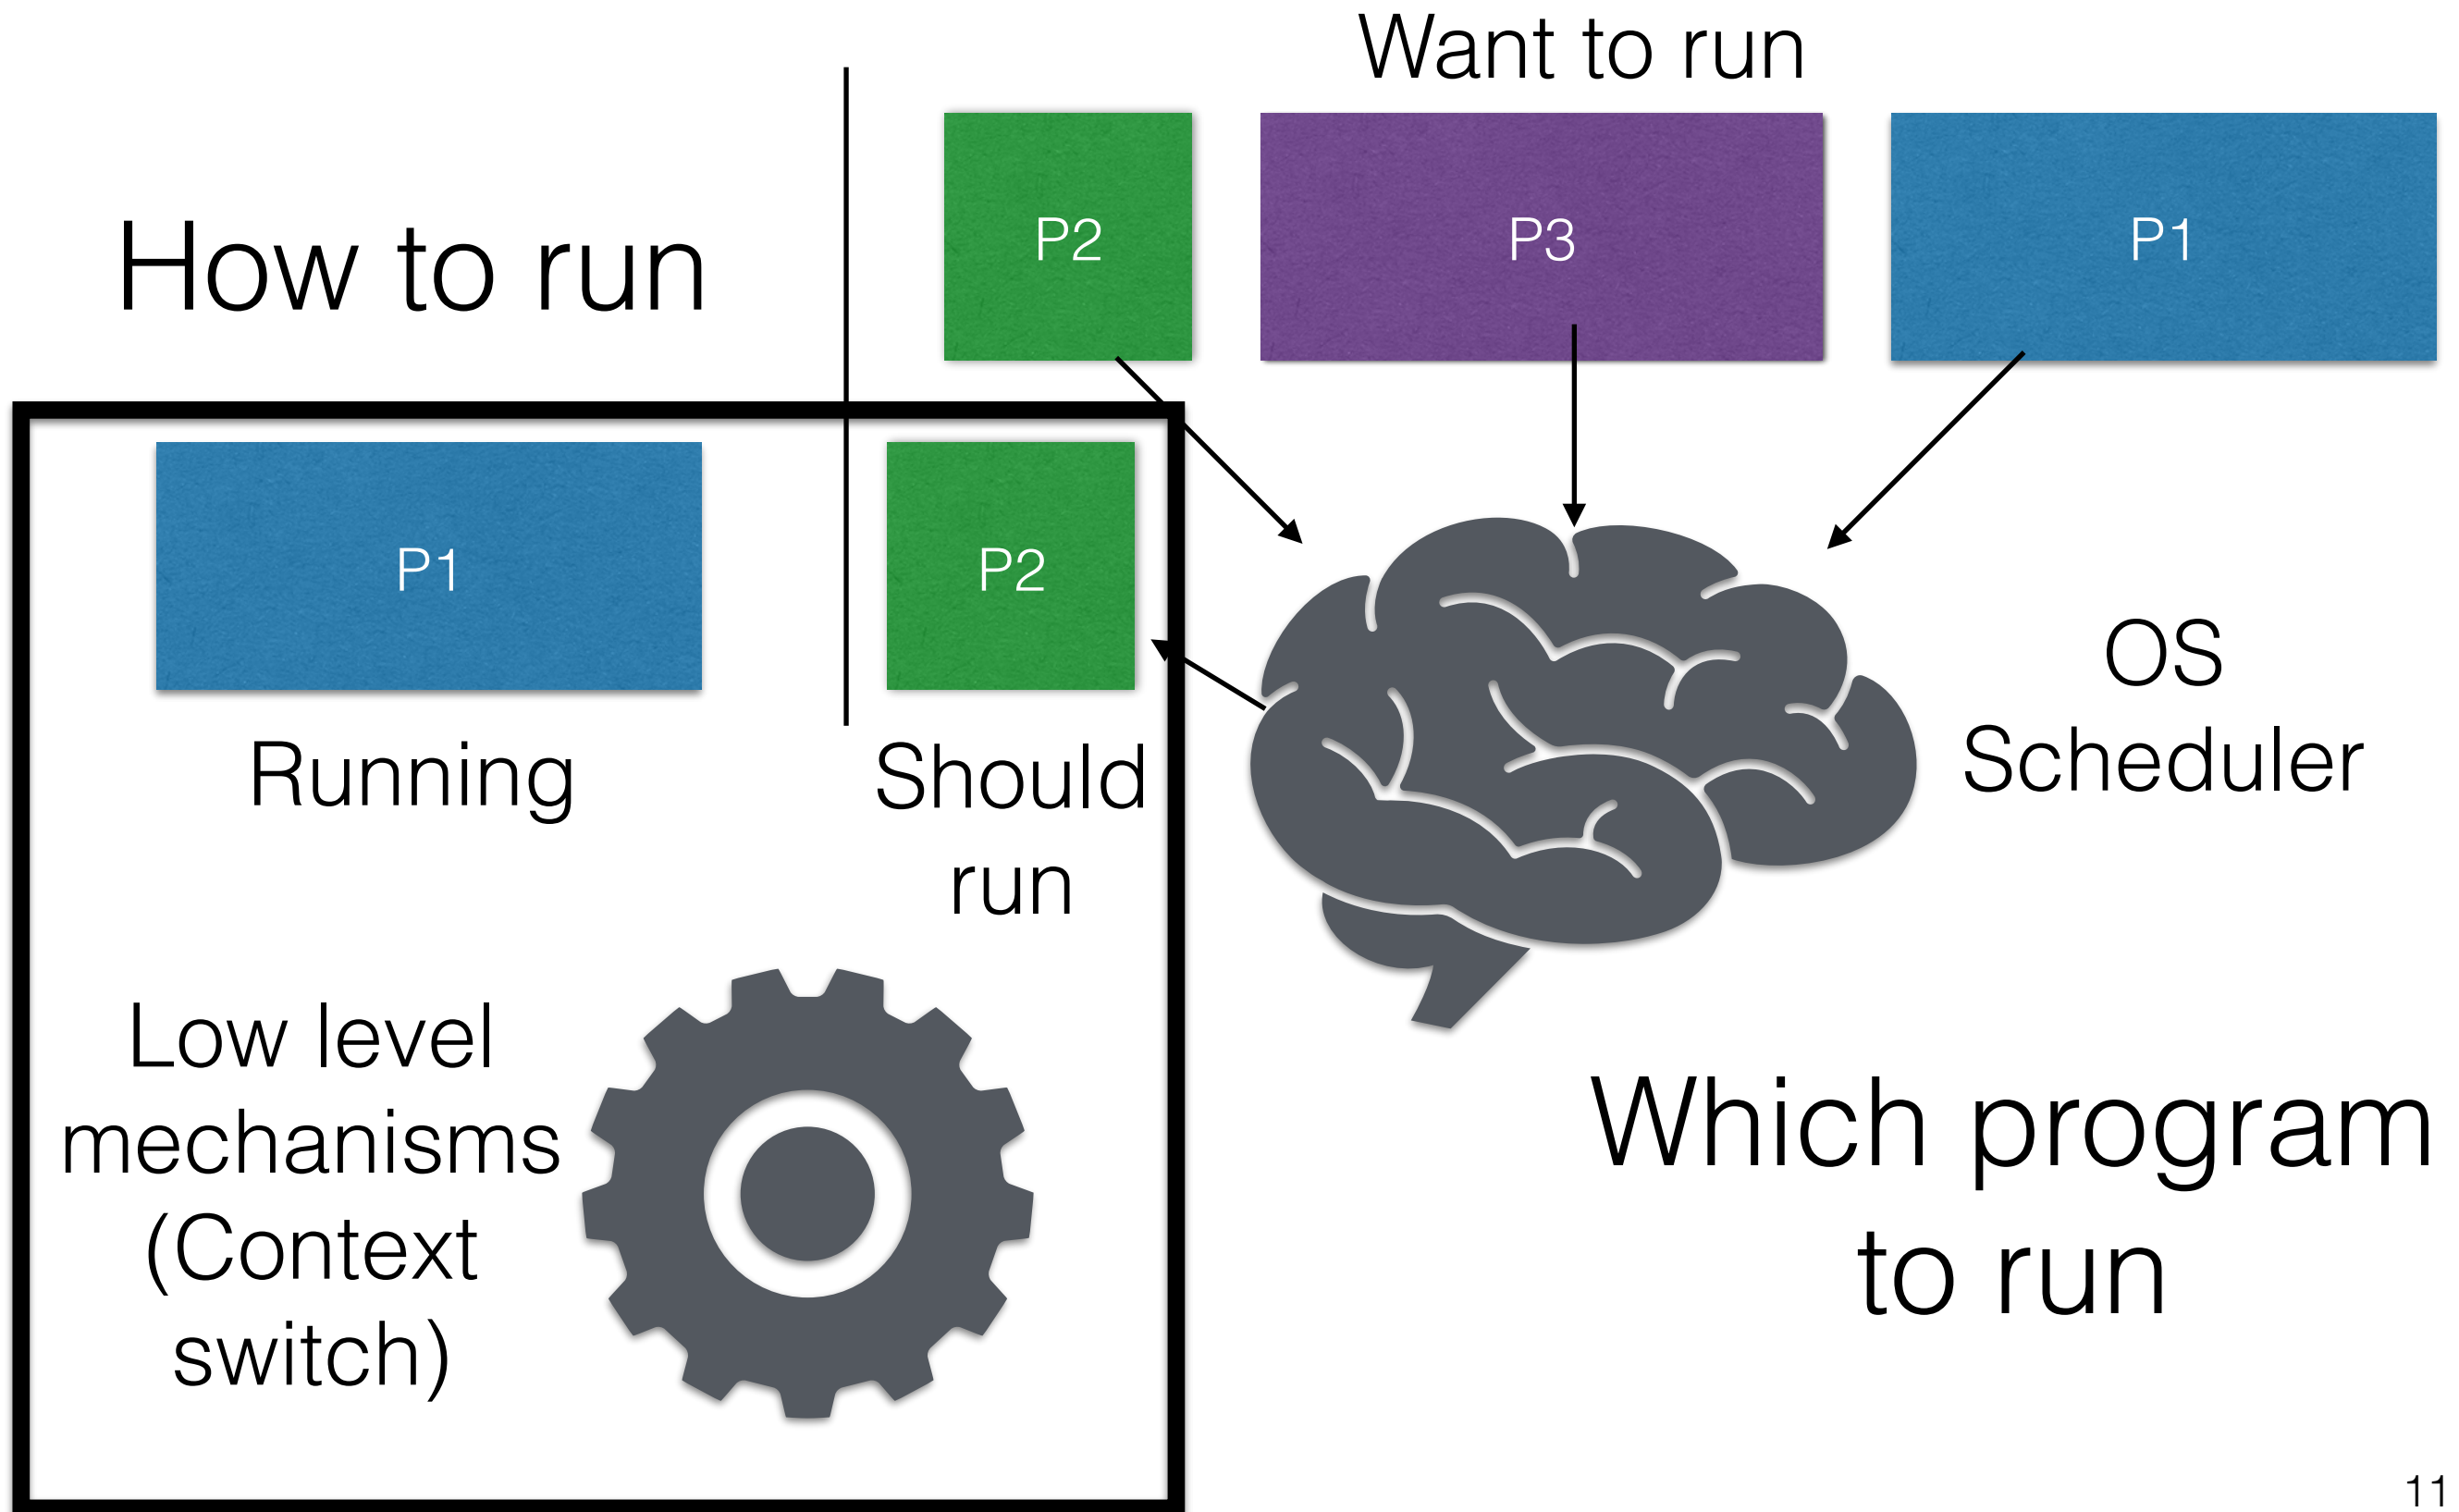 Want to run
How to run
P2
P3
P1
P1
P2
Running
Should
run
OS
Scheduler
Low level
mechanisms
(Context
switch)
Which program
to run
11